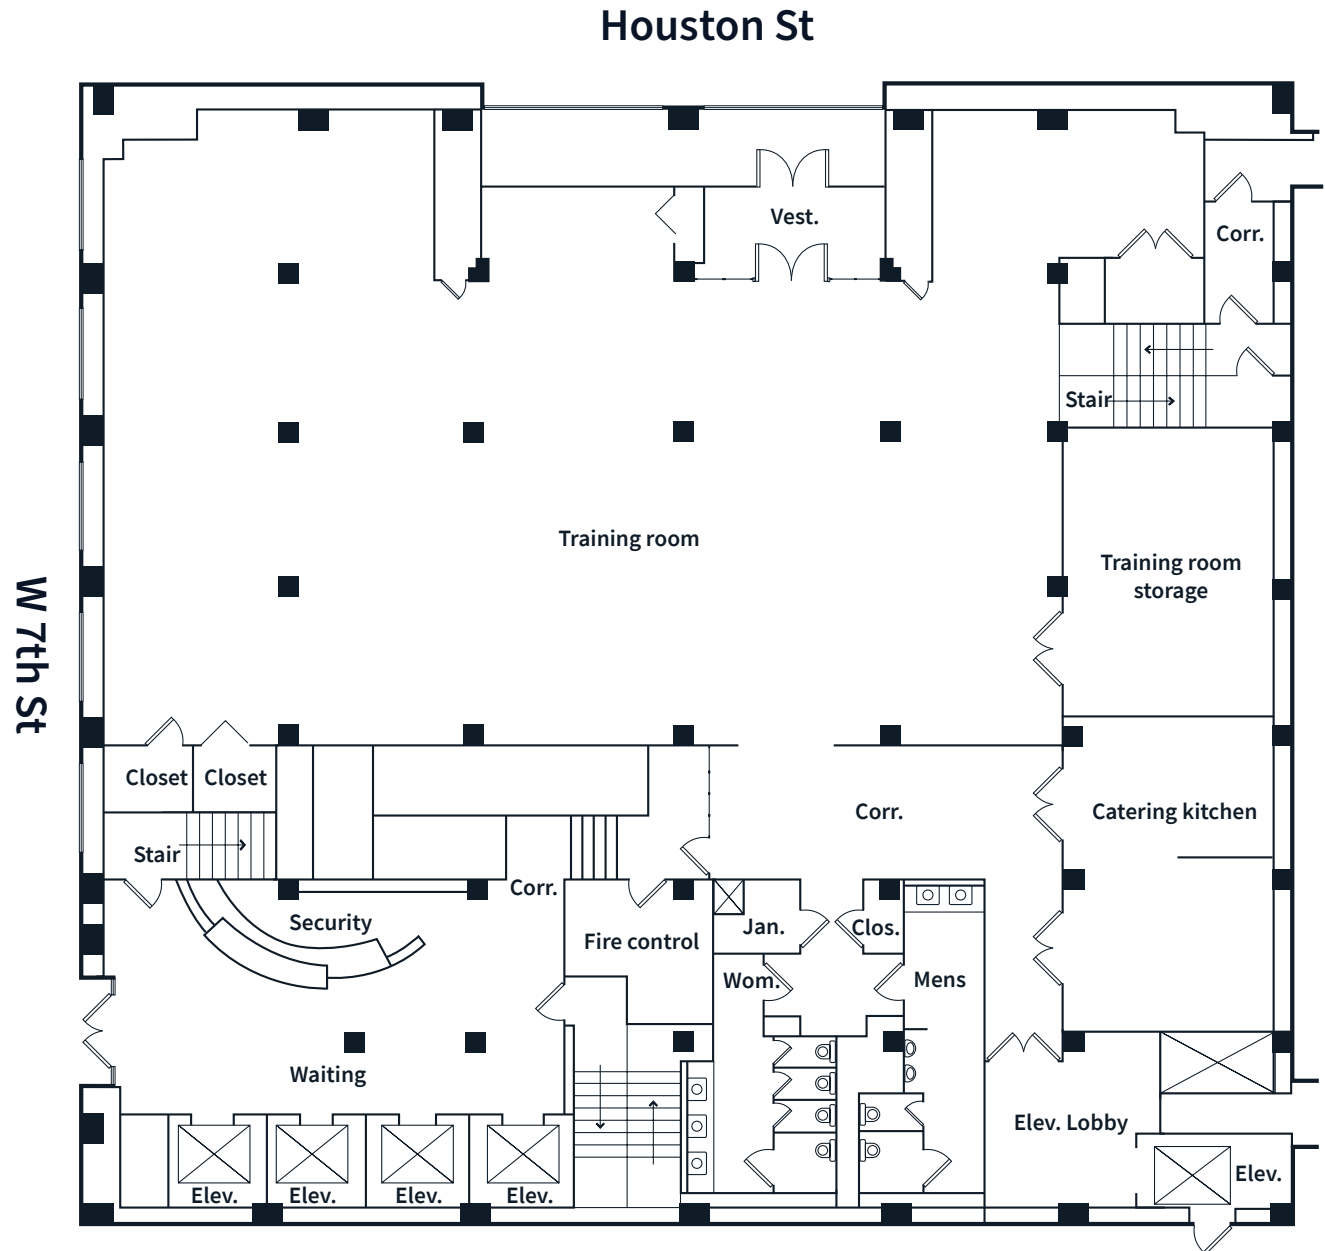 Houston St
Vest.
Corr.
Stair
Training room
Training room
storage
W 7th St
Closet
Closet
Catering kitchen
Corr.
Stair
Corr.
Security
Fire control
Jan.
Clos.
Wom.
Mens
Waiting
Elev. Lobby
Elev.
Elev.
Elev.
Elev.
Elev.